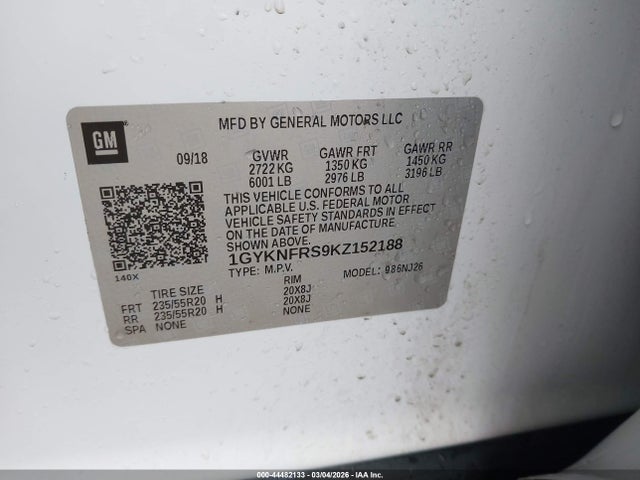 GM
MFD BY GENERAL MOTORS LLC
09/18 GVWR GAWR FRT GAWR RR
2722 KG 1350 KG 1450 KG
6001 LB 2976 LB 3196 LB
THIS VEHICLE CONFORMS TO ALL
APPLICABLE U.S. FEDERAL MOTOR
VEHICLE SAFETY STANDARDS IN EFFECT
ON THE DATE OF MANUFACTURE
SHOWN ABOVE.
1GYKNFRS9KZ152188
140X
TYPE: M.P.V. MODEL: 986NJ26
TIRE SIZE RIM
FRT 235/55R20 H 20X8J
RR 235/55R20 H 20X8J
SPA NONE NONE
000-44482133 - 03/04/2026 - IAA Inc.